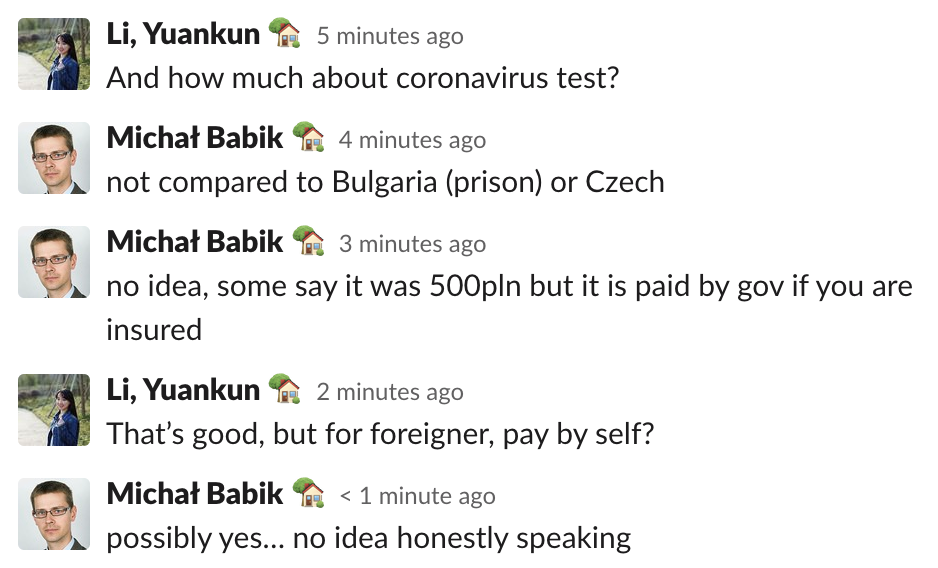 Li, Yuankun 🏡 5 minutes ago
And how much about coronavirus test?
Michał Babik 🏡 4 minutes ago
not compared to Bulgaria (prison) or Czech
Michał Babik 🏡 3 minutes ago
no idea, some say it was 500pln but it is paid by gov if you are
insured
Li, Yuankun 🏡 2 minutes ago
That’s good, but for foreigner, pay by self?
Michał Babik 🏡 < 1 minute ago
possibly yes... no idea honestly speaking